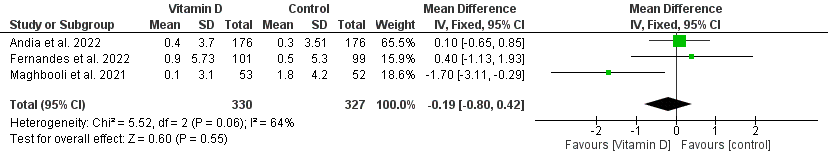 Vitamin D Control Mean Difference Mean Difference
Study or Subgroup Mean SD Total Mean SD Total Weight IV, Fixed, 95% CI IV, Fixed, 95% CI
Andia et al. 2022 0.4 3.7 176 0.3 3.51 176 65.5% 0.10 [-0.65, 0.85]
Fernandes et al. 2022 0.9 5.73 101 0.5 5.3 99 15.9% 0.40 [-1.13, 1.93]
Maghbooli et al. 2021 0.1 3.1 53 1.8 4.2 52 18.6% -1.70 [-3.11, -0.29]
Total (95% CI) 330 327 100.0% -0.19 [-0.80, 0.42]
Heterogeneity: Chi² = 5.52, df = 2 (P = 0.06); I² = 64%
Test for overall effect: Z = 0.60 (P = 0.55)
-2 -1 0 1 2
Favours [Vitamin D] Favours [control]